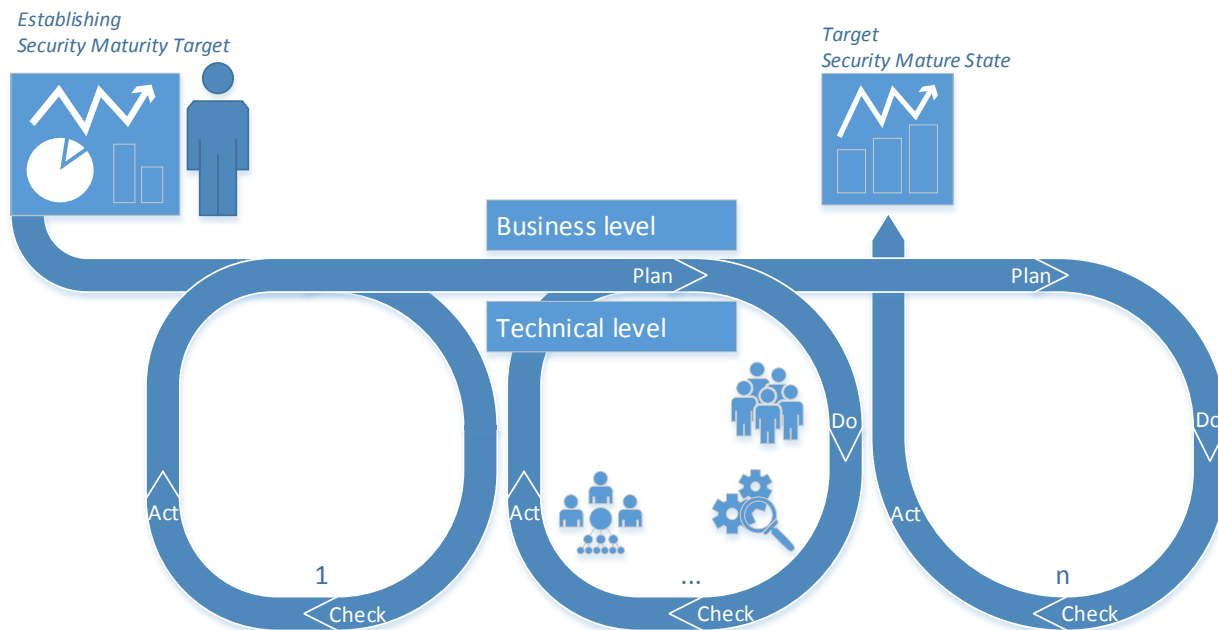 Establishing
Security Maturity Target
Target
Security Mature State
Business level
Plan
Plan
Technical level
Do
Do
Act
Act
Act
1
...
n
Check
Check
Check